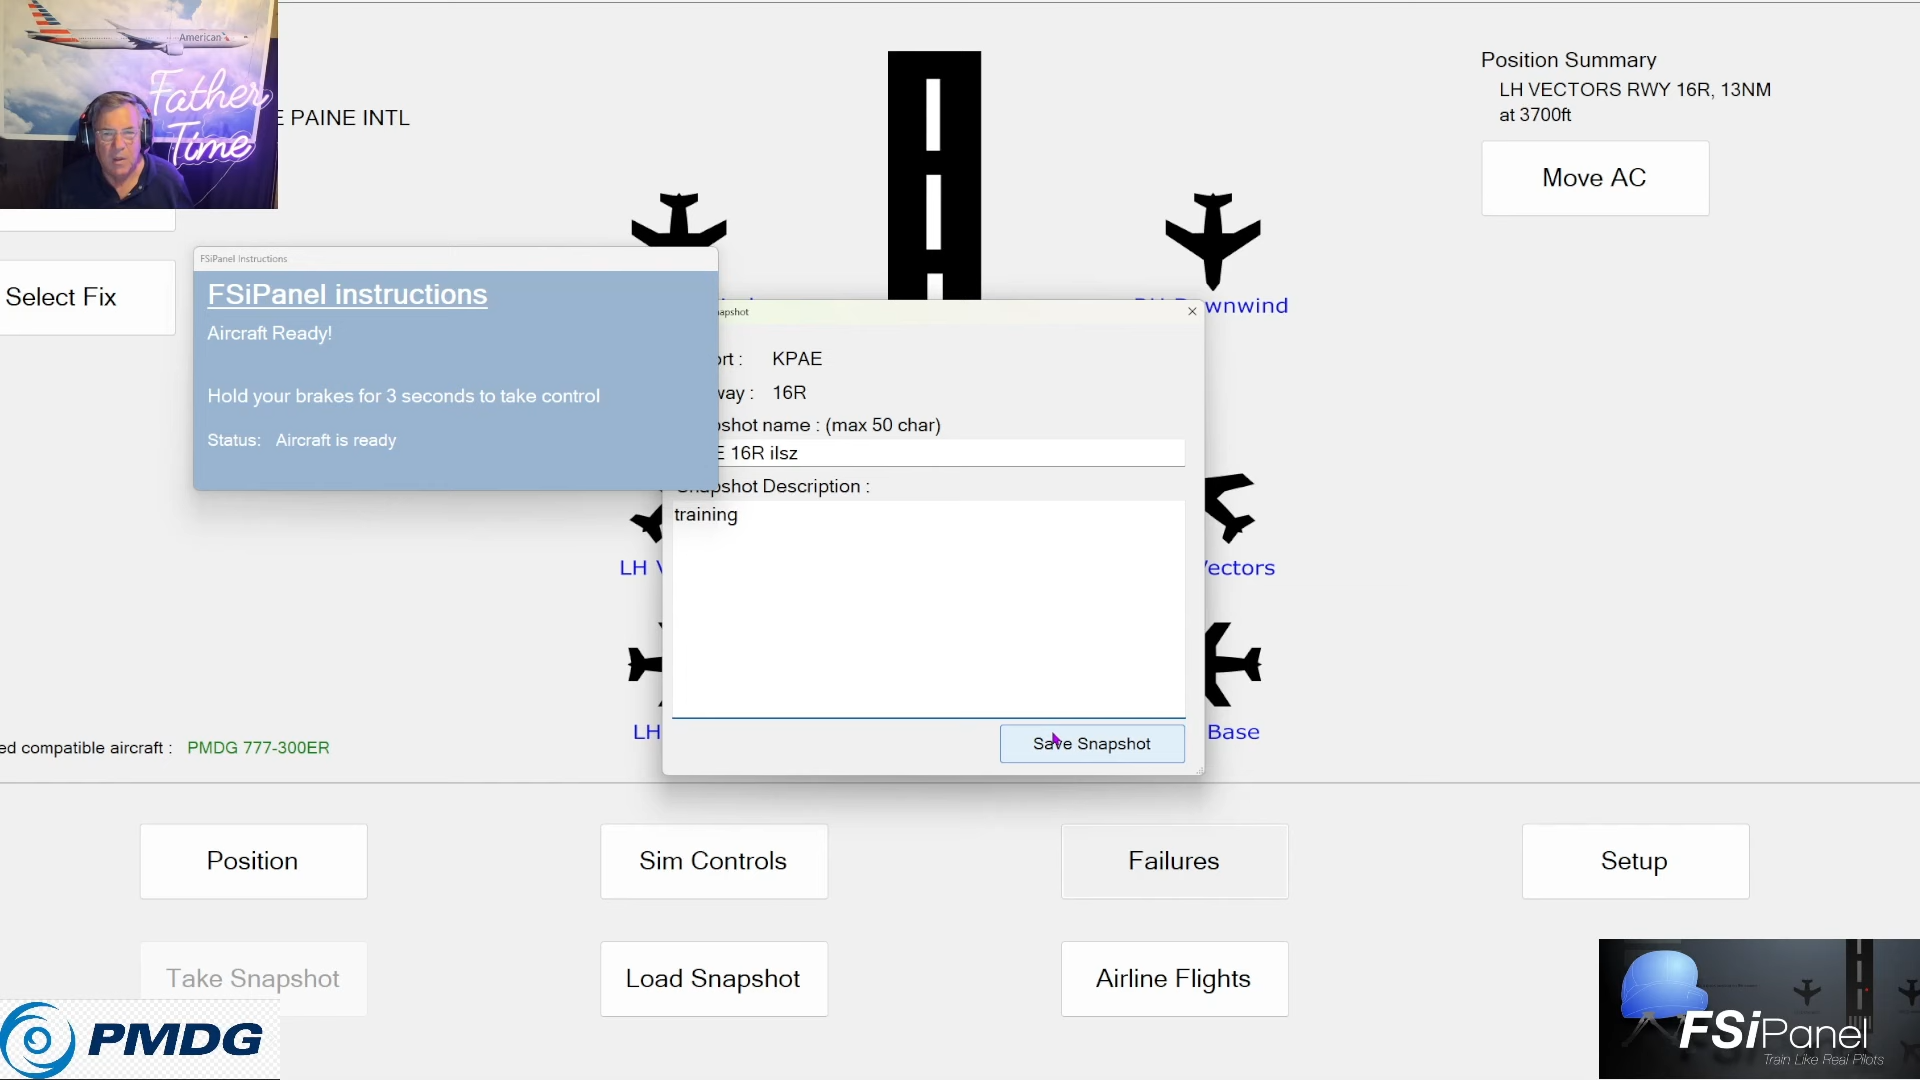 American
Father
Time
E PAINE INTL
Position Summary
LH VECTORS RWY 16R, 13NM
at 3700ft
Move AC
Select Fix
FSiPanel Instructions
FSiPanel instructions
Aircraft Ready!
Hold your brakes for 3 seconds to take control
Status: Aircraft is ready
wnwind
apshot
ort : KPAE
way : 16R
pshot name : (max 50 char)
E 16R ilsz
Snapshot Description :
training
LH V
Vectors
LH
Base
Save Snapshot
ed compatible aircraft : PMDG 777-300ER
Position
Sim Controls
Failures
Setup
Take Snapshot
Load Snapshot
Airline Flights
PMDG
FSiPanel
Train Like Real Pilots